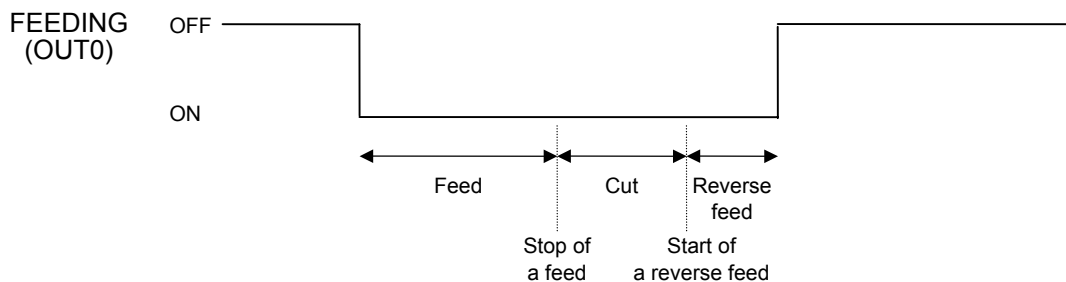 FEEDING
(OUT0)
OFF
ON
Feed
Cut
Reverse
feed
Stop of
a feed
Start of
a reverse feed